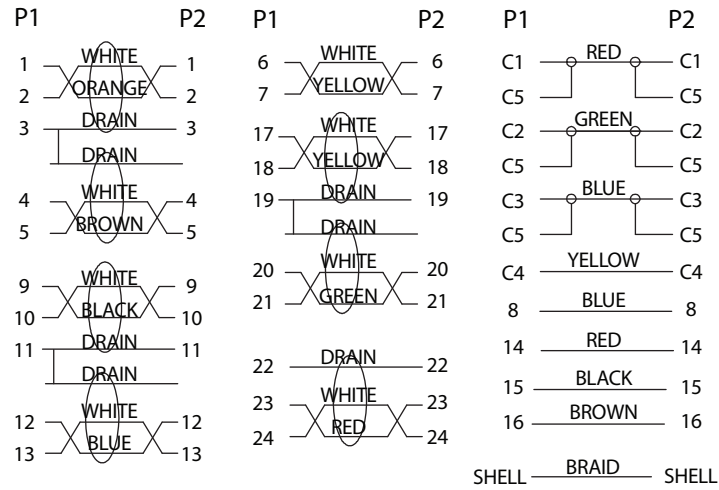 P1 P2
1 WHITE 1
2 ORANGE 2
3 DRAIN 3
DRAIN
4 WHITE 4
5 BROWN 5
9 WHITE 9
10 BLACK 10
11 DRAIN 11
DRAIN
12 WHITE 12
13 BLUE 13
P1 P2
6 WHITE 6
7 YELLOW 7
17 WHITE 17
18 YELLOW 18
19 DRAIN 19
DRAIN
20 WHITE 20
21 GREEN 21
22 DRAIN 22
23 WHITE 23
24 RED 24
P1 P2
C1 RED C1
C5 C5
C2 GREEN C2
C5 C5
C3 BLUE C3
C5 C5
C4 YELLOW C4
8 BLUE 8
14 RED 14
15 BLACK 15
16 BROWN 16
SHELL BRAID SHELL